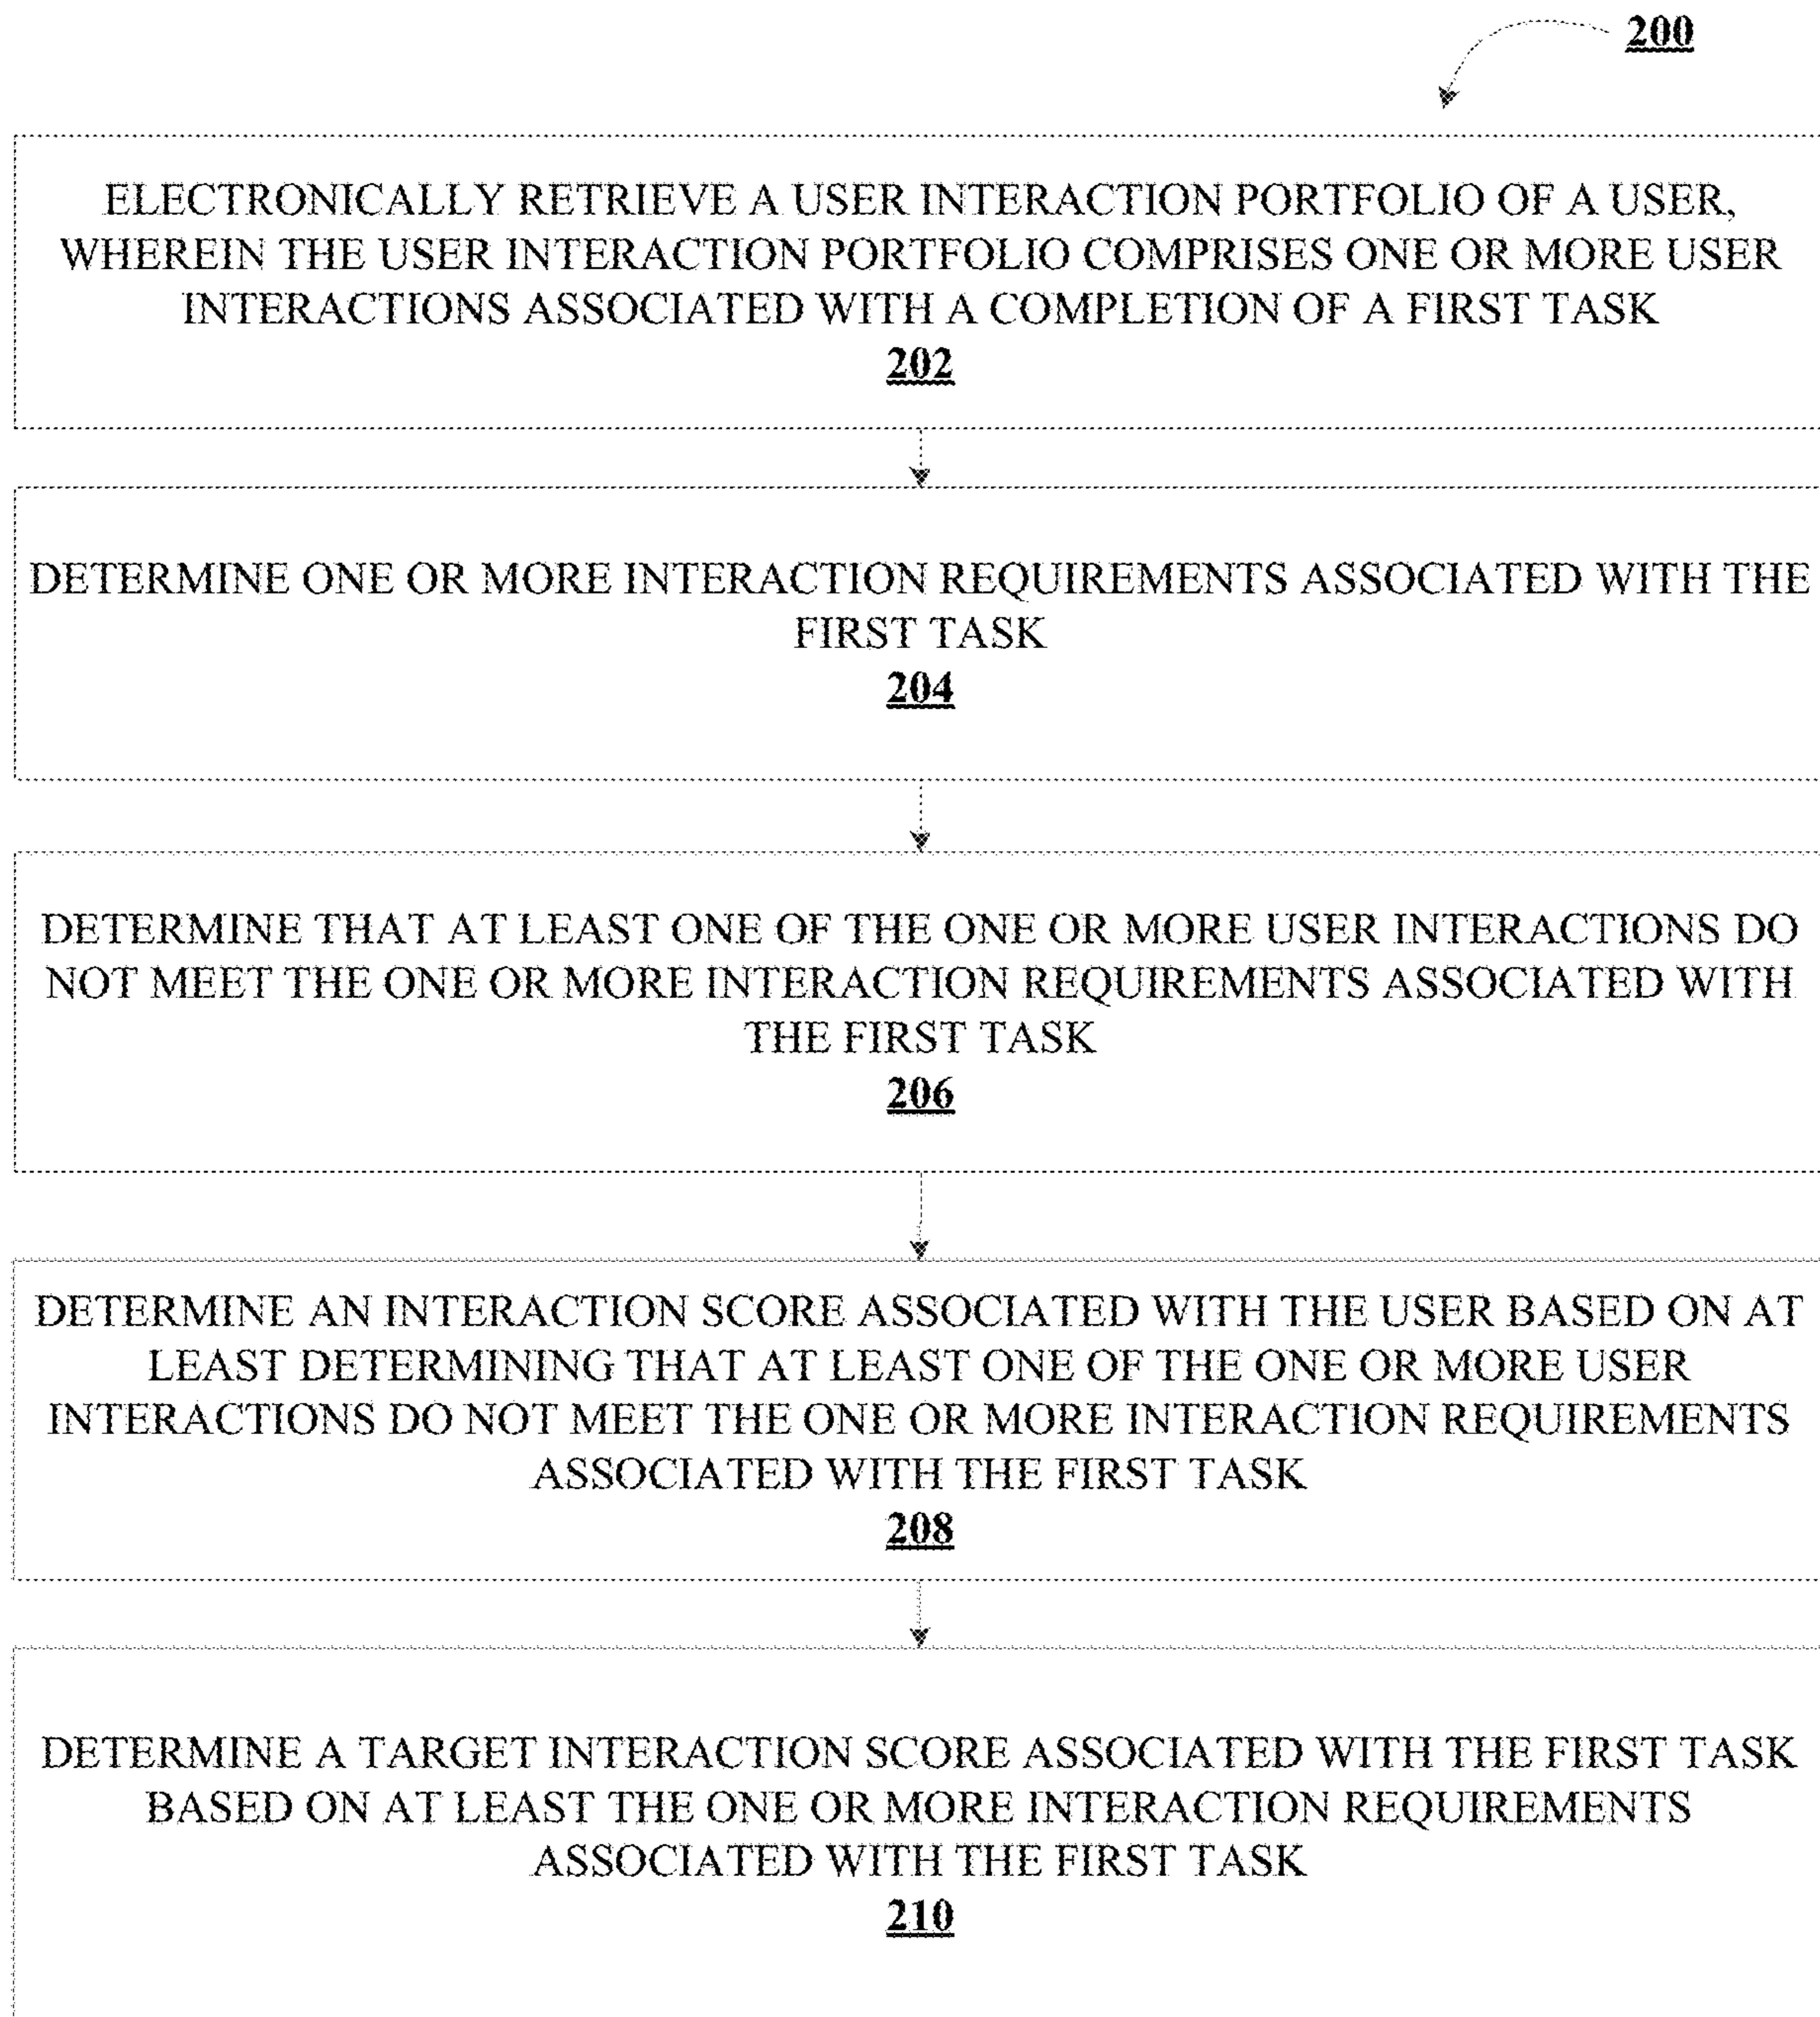 200
ELECTRONICALLY RETRIEVE A USER INTERACTION PORTFOLIO OF A USER,
WHEREIN THE USER INTERACTION PORTFOLIO COMPRISES ONE OR MORE USER
INTERACTIONS ASSOCIATED WITH A COMPLETION OF A FIRST TASK
202
DETERMINE ONE OR MORE INTERACTION REQUIREMENTS ASSOCIATED WITH THE
FIRST TASK
204
DETERMINE THAT AT LEAST ONE OF THE ONE OR MORE USER INTERACTIONS DO
NOT MEET THE ONE OR MORE INTERACTION REQUIREMENTS ASSOCIATED WITH
THE FIRST TASK
206
DETERMINE AN INTERACTION SCORE ASSOCIATED WITH THE USER BASED ON AT
LEAST DETERMINING THAT AT LEAST ONE OF THE ONE OR MORE USER
INTERACTIONS DO NOT MEET THE ONE OR MORE INTERACTION REQUIREMENTS
ASSOCIATED WITH THE FIRST TASK
208
DETERMINE A TARGET INTERACTION SCORE ASSOCIATED WITH THE FIRST TASK
BASED ON AT LEAST THE ONE OR MORE INTERACTION REQUIREMENTS
ASSOCIATED WITH THE FIRST TASK
210